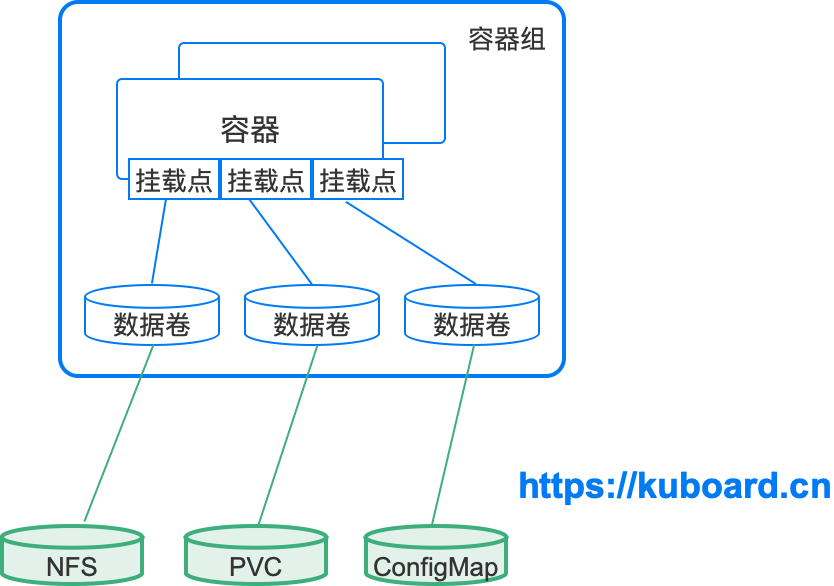 容器组
容器
挂载点 挂载点 挂载点
数据卷 数据卷 数据卷
https://kuboard.cn
NFS PVC ConfigMap